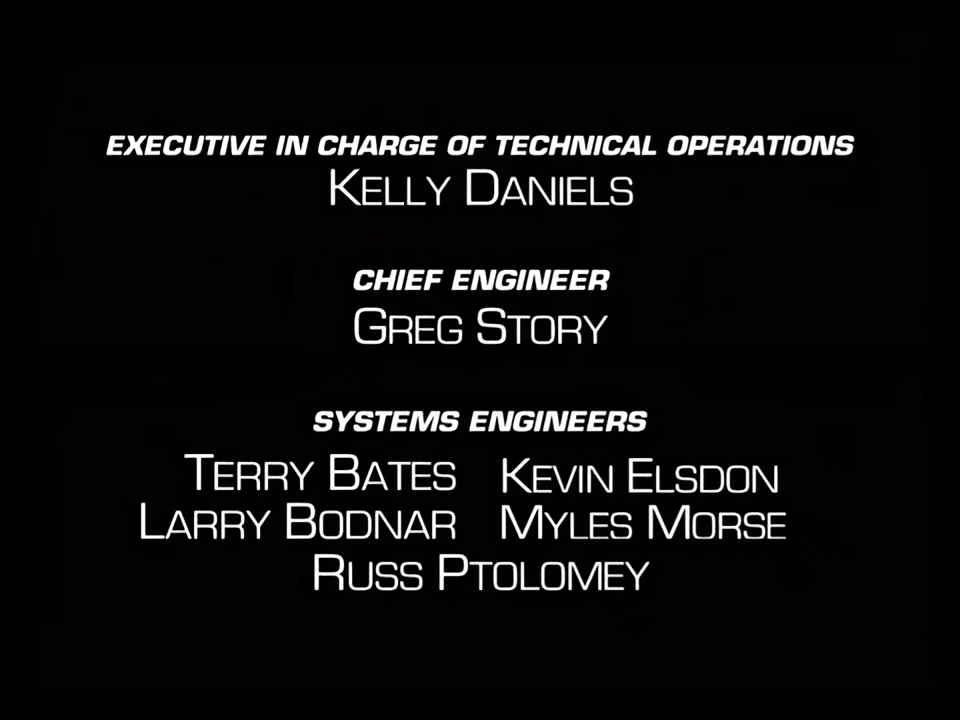 EXECUTIVE IN CHARGE OF TECHNICAL OPERATIONS
KELLY DANIELS
CHIEF ENGINEER
GREG STORY
SYSTEMS ENGINEERS
TERRY BATES KEVIN ELSDON
LARRY BODNAR MYLES MORSE
RUSS PTOLOMEY